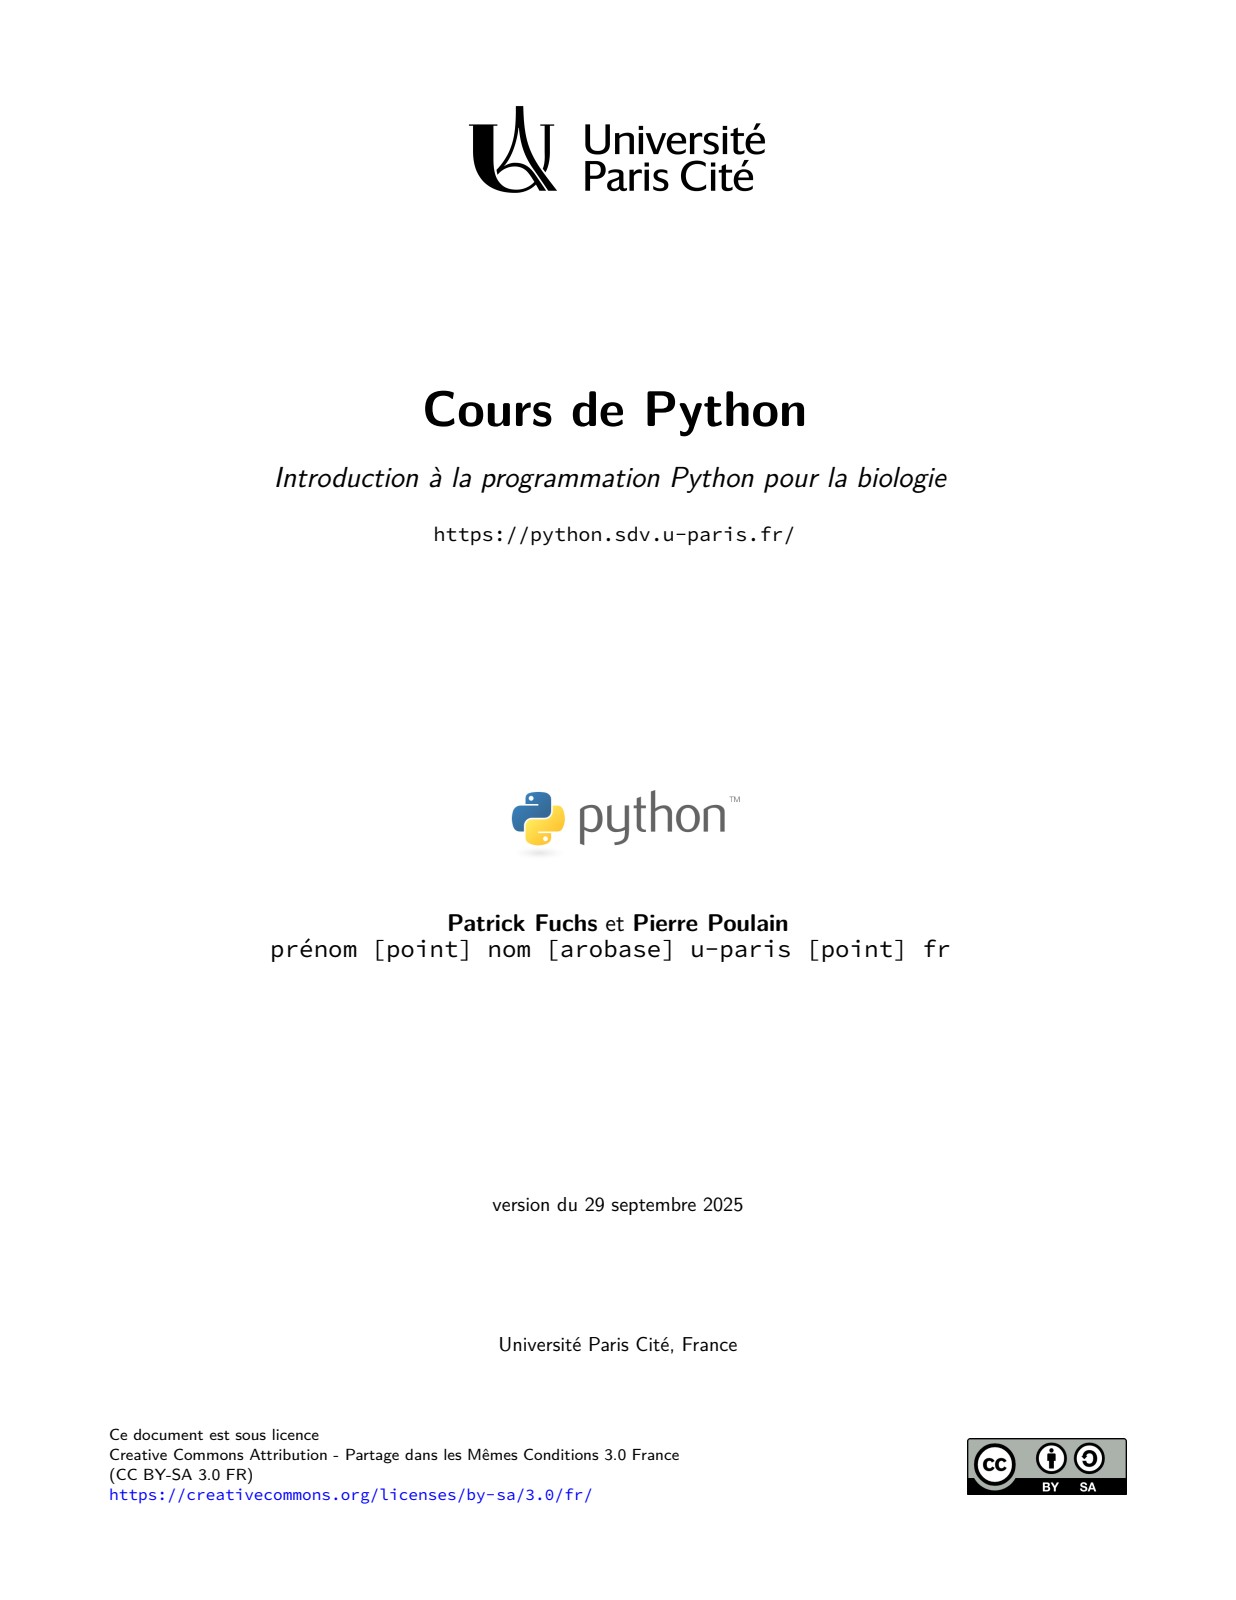 Université
Paris Cité
Cours de Python
Introduction à la programmation Python pour la biologie
https://python.sdv.u-paris.fr/
python™
Patrick Fuchs et Pierre Poulain
prénom [point] nom [arobase] u-paris [point] fr
version du 29 septembre 2025
Université Paris Cité, France
Ce document est sous licence
Creative Commons Attribution - Partage dans les Mêmes Conditions 3.0 France
(CC BY-SA 3.0 FR)
https://creativecommons.org/licenses/by-sa/3.0/fr/
cc
BY SA